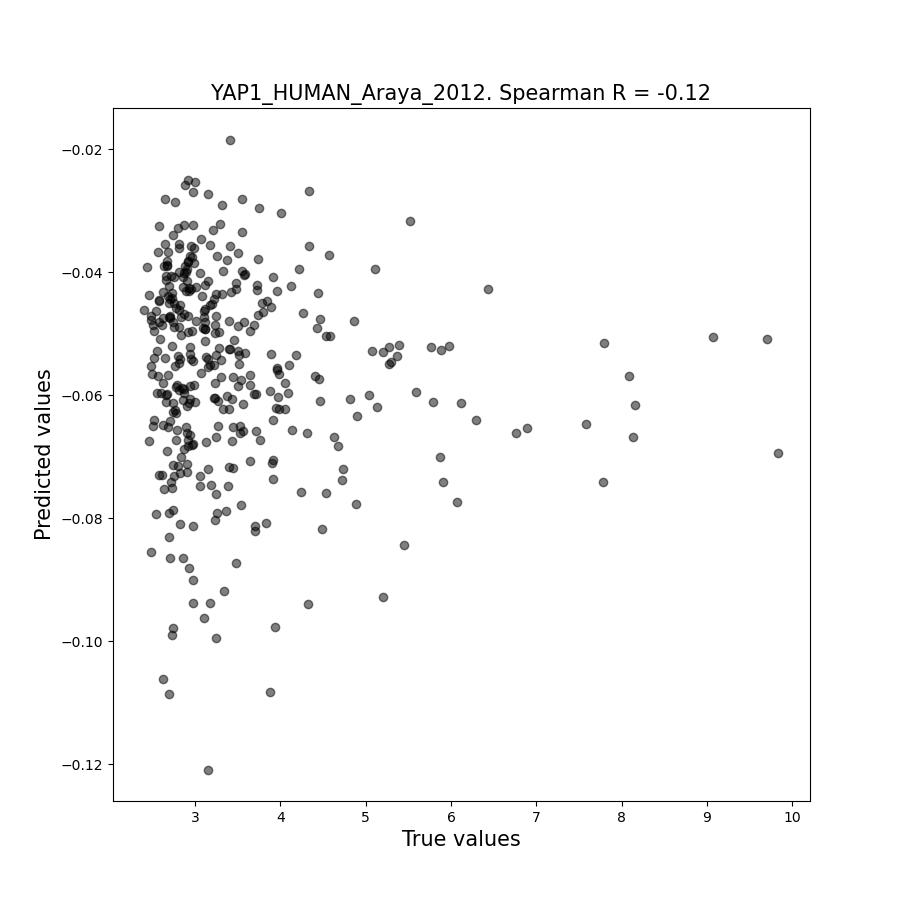 YAP1_HUMAN_Araya_2012. Spearman R = -0.12
−0.02
−0.04
−0.06
−0.08
−0.10
−0.12
Predicted values
3 4 5 6 7 8 9 10
True values